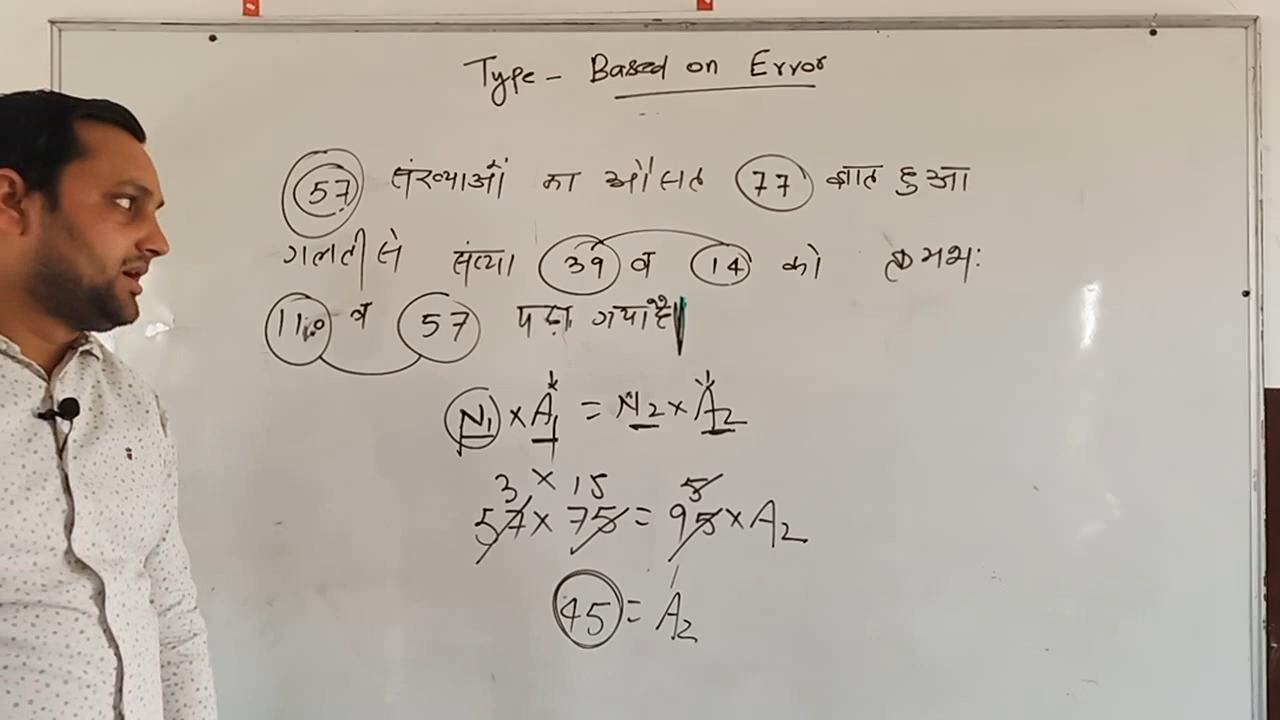 Type - Based on Error
57 संख्याओं का औसत 77 ज्ञात हुआ
गलती से संख्या 39 व 14 को क्रमशः
110 व 57 पढ़ा गया है।
N1 × A1 = N2 × A2
3 × 15 5
57 × 75 = 95 × A2
45 = A2